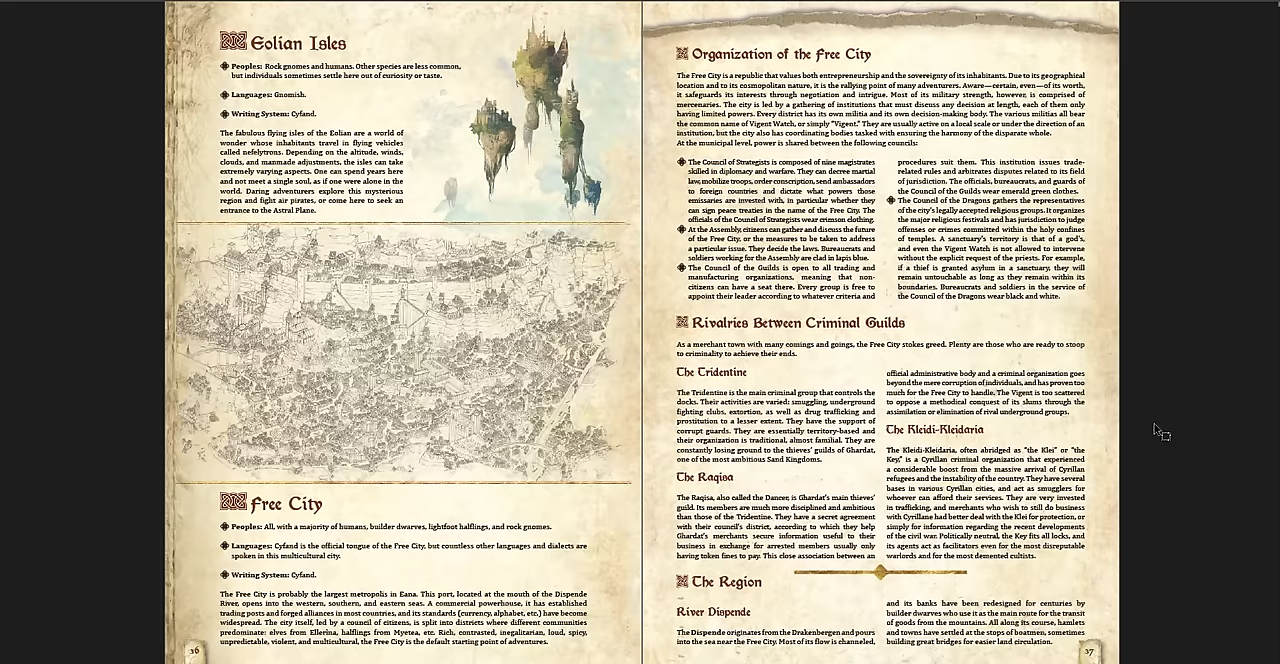 Eolian Isles
Peoples: Rock gnomes and humans. Other species are less common,
but individuals sometimes settle here out of curiosity or taste.
Languages: Gnomish.
Writing System: Cyfand.
The fabulous flying isles of the Eolian are a world of
wonder whose inhabitants travel in flying vehicles
called nefelytrons. Depending on the altitude, winds,
clouds, and manmade adjustments, the isles can take
extremely varying aspects. One can spend years here
and not meet a single soul, as if one were alone in the
world. Daring adventurers explore this mysterious
region and fight air pirates, or come here to seek an
entrance to the Astral Plane.
Free City
Peoples: All, with a majority of humans, builder dwarves, lightfoot halflings, and rock gnomes.
Languages: Cyfand is the official tongue of the Free City, but countless other languages and dialects are
spoken in this multicultural city.
Writing System: Cyfand.
The Free City is probably the largest metropolis in Eana. This port, located at the mouth of the Dispende
River, opens into the western, southern, and eastern seas. A commercial powerhouse, it has established
trading posts and forged alliances in most countries, and its standards (currency, alphabet, etc.) have become
widespread. The city itself, led by a council of citizens, is split into districts where different communities
predominate: elves from Ellerìna, halflings from Myetea, etc. Rich, contrasted, inegalitarian, loud, spicy,
unpredictable, violent, and multicultural, the Free City is the default starting point of adventures.
36
Organization of the Free City
The Free City is a republic that values both entrepreneurship and the sovereignty of its inhabitants. Due to its geographical
location and to its cosmopolitan nature, it is the rallying point of many adventurers. Aware—certain, even—of its worth,
it safeguards its interests through negotiation and intrigue. Most of its military strength, however, is comprised of
mercenaries. The city is led by a gathering of institutions that must discuss any decision at length, each of them only
having limited powers. Every district has its own militia and its own decision-making body. The various militias all bear
the common name of Vigent Watch, or simply "Vigent." They are usually active on a local scale or under the direction of an
institution, but the city also has coordinating bodies tasked with ensuring the harmony of the disparate whole.
At the municipal level, power is shared between the following councils:
The Council of Strategists is composed of nine magistrates
skilled in diplomacy and warfare. They can decree martial
law, mobilize troops, order conscription, send ambassadors
to foreign countries and dictate what powers those
emissaries are invested with, in particular whether they
can sign peace treaties in the name of the Free City. The
officials of the Council of Strategists wear crimson clothing.
At the Assembly, citizens can gather and discuss the future
of the Free City, or the measures to be taken to address
a particular issue. They decide the laws. Bureaucrats and
soldiers working for the Assembly are clad in lapis blue.
The Council of the Guilds is open to all trading and
manufacturing organizations, meaning that non-
citizens can have a seat there. Every group is free to
appoint their leader according to whatever criteria and
procedures suit them. This institution issues trade-
related rules and arbitrates disputes related to its field
of jurisdiction. The officials, bureaucrats, and guards of
the Council of the Guilds wear emerald green clothes.
The Council of the Dragons gathers the representatives
of the city's legally accepted religious groups. It organizes
the major religious festivals and has jurisdiction to judge
offenses or crimes committed within the holy confines
of temples. A sanctuary's territory is that of a god's,
and even the Vigent Watch is not allowed to intervene
without the explicit request of the priests. For example,
if a thief is granted asylum in a sanctuary, they will
remain untouchable as long as they remain within its
boundaries. Bureaucrats and soldiers in the service of
the Council of the Dragons wear black and white.
Rivalries Between Criminal Guilds
As a merchant town with many comings and goings, the Free City stokes greed. Plenty are those who are ready to stoop
to criminality to achieve their ends.
The Tridentine
The Tridentine is the main criminal group that controls the
docks. Their activities are varied: smuggling, underground
fighting clubs, extortion, as well as drug trafficking and
prostitution to a lesser extent. They have the support of
corrupt guards. They are essentially territory-based and
their organization is traditional, almost familial. They are
constantly losing ground to the thieves' guilds of Ghardat,
one of the most ambitious Sand Kingdoms.
The Raqisa
The Raqisa, also called the Dancer, is Ghardat's main thieves'
guild. Its members are much more disciplined and ambitious
than those of the Tridentine. They have a secret agreement
with their council's district, according to which they help
Ghardat's merchants secure information useful to their
business in exchange for arrested members usually only
having token fines to pay. This close association between an
official administrative body and a criminal organization goes
beyond the mere corruption of individuals, and has proven too
much for the Free City to handle. The Vigent is too scattered
to oppose a methodical conquest of its slums through the
assimilation or elimination of rival underground groups.
The Kleidi-Kleidaria
The Kleidi-Kleidaria, often abridged as "the Klei" or "the
Key," is a Cyrillan criminal organization that experienced
a considerable boost from the massive arrival of Cyrillan
refugees and the instability of the country. They have several
bases in various Cyrillan cities, and act as smugglers for
whoever can afford their services. They are very invested
in trafficking, and merchants who wish to still do business
with Cyrillane had better deal with the Klei for protection, or
simply for information regarding the recent developments
of the civil war. Politically neutral, the Key fits all locks, and
its agents act as facilitators even for the most disreputable
warlords and for the most demented cultists.
The Region
River Dispende
The Dispende originates from the Drakenbergen and pours
into the sea near the Free City. Most of its flow is channeled,
and its banks have been redesigned for centuries by
builder dwarves who use it as the main route for the transit
of goods from the mountains. All along its course, hamlets
and towns have settled at the stops of boatmen, sometimes
building great bridges for easier land circulation.
37